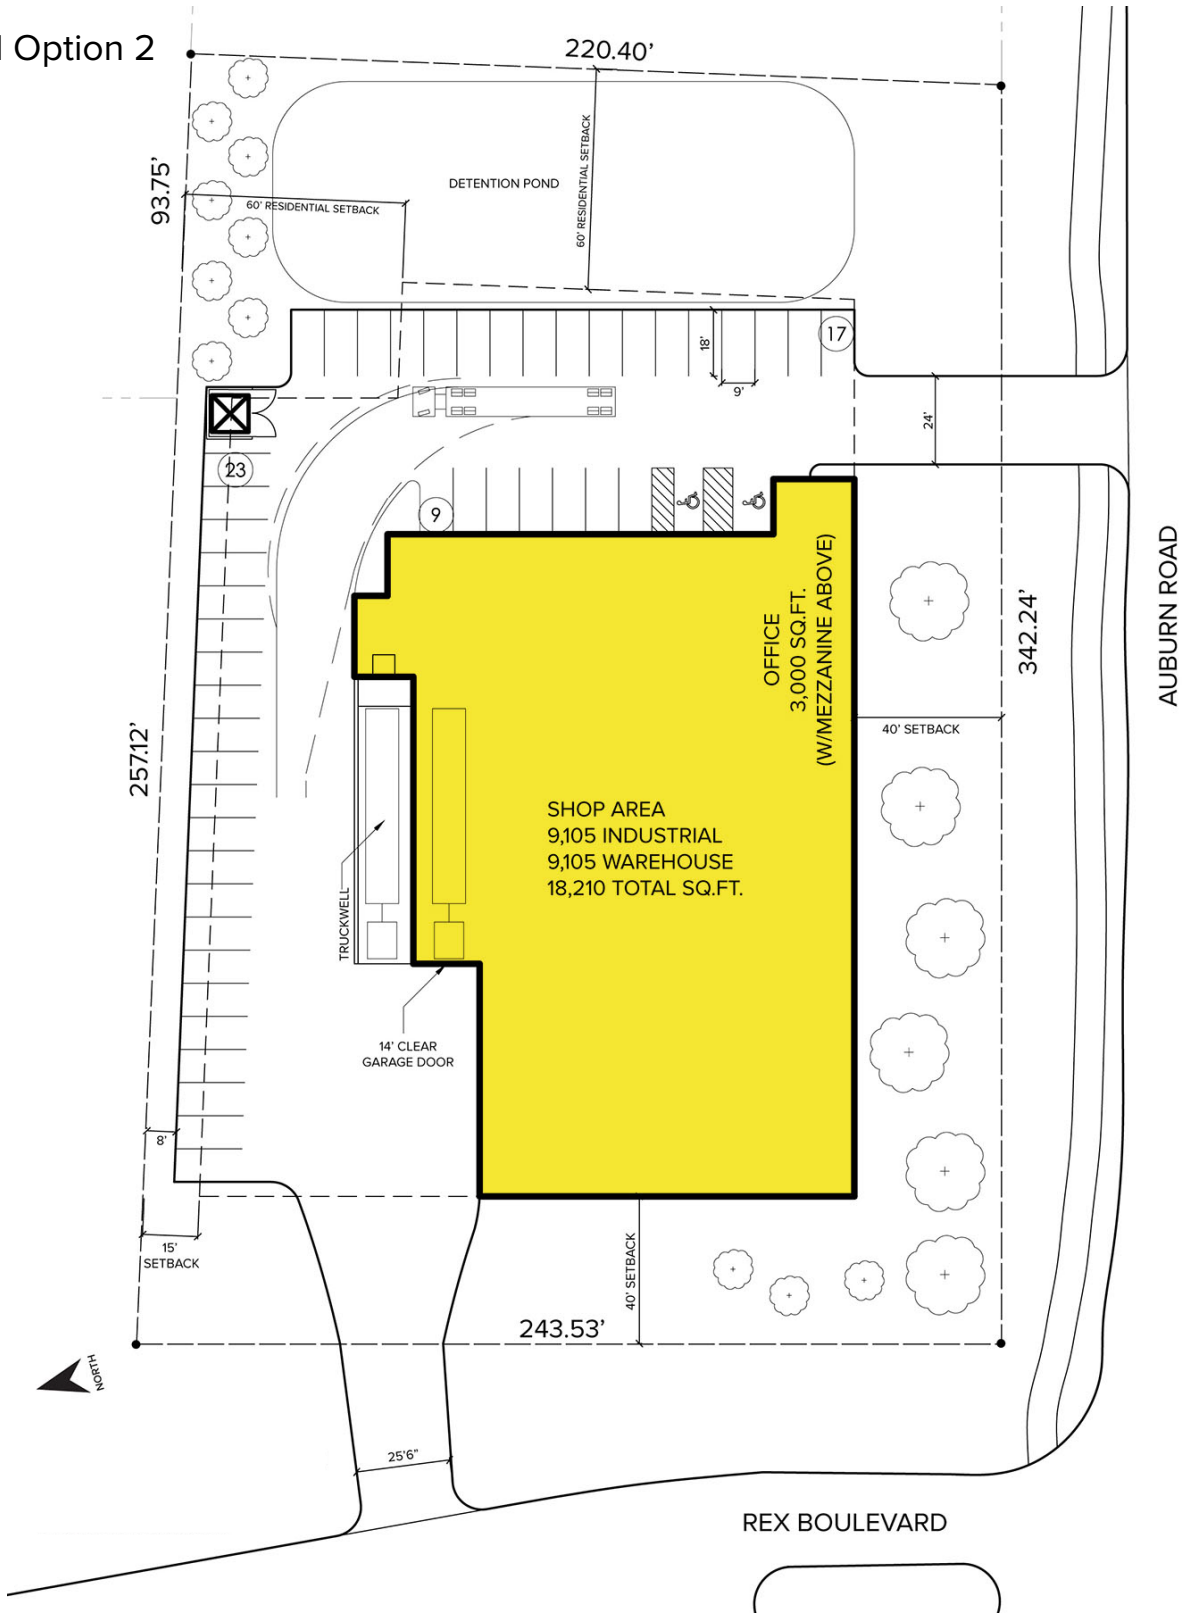 Option 2
220.40'
93.75'
60' RESIDENTIAL SETBACK
DETENTION POND
60' RESIDENTIAL SETBACK
17
18'
9'
24'
23
9
OFFICE
3,000 SQ.FT.
(W/MEZZANINE ABOVE)
342.24'
AUBURN ROAD
40' SETBACK
257.12'
SHOP AREA
9,105 INDUSTRIAL
9,105 WAREHOUSE
18,210 TOTAL SQ.FT.
TRUCKWELL
14' CLEAR
GARAGE DOOR
8'
15'
SETBACK
40' SETBACK
243.53'
NORTH
25'6"
REX BOULEVARD